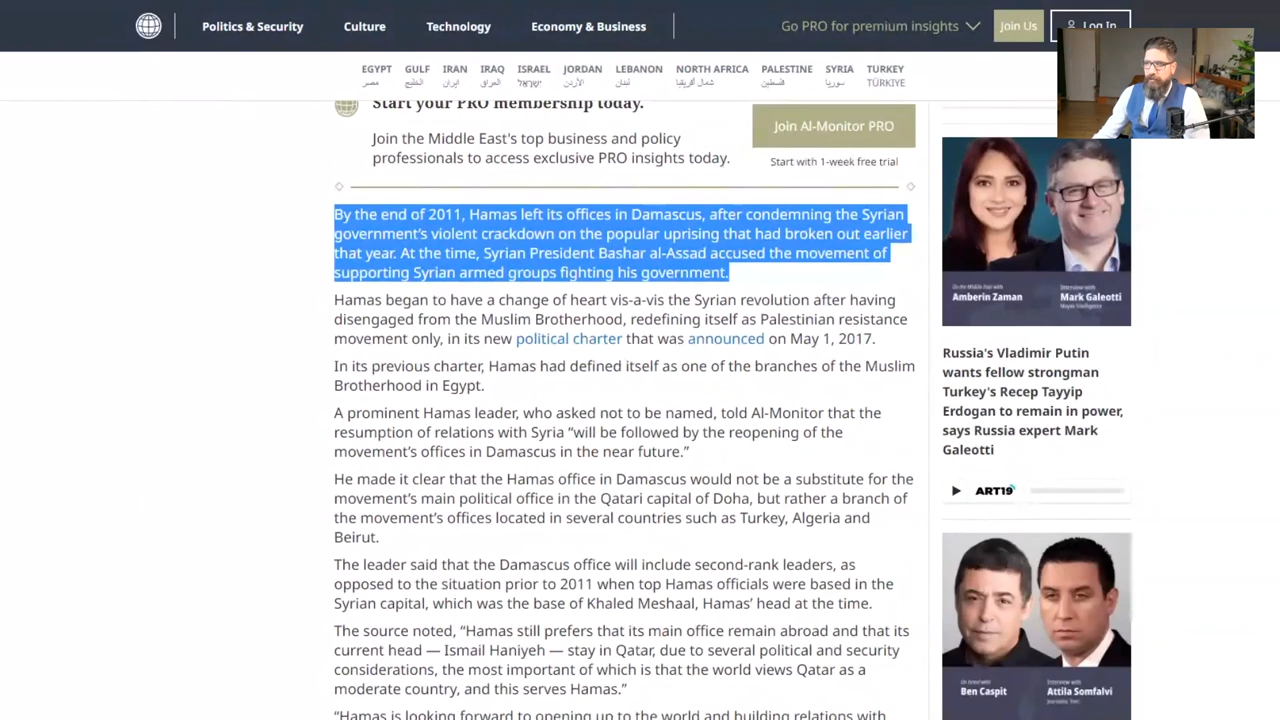 Politics & Security
Culture
Technology
Economy & Business
Go PRO for premium insights
Join Us
Log In
EGYPT
GULF
IRAN
IRAQ
ISRAEL
JORDAN
LEBANON
NORTH AFRICA
PALESTINE
SYRIA
TURKEY
مصر
الخليج
ایران
العراق
ישראל
الأردن
لبنان
شمال أفريقيا
فلسطين
سوريا
TÜRKIYE
Start your PRO membership today.
Join the Middle East's top business and policy
professionals to access exclusive PRO insights today.
Join Al-Monitor PRO
Start with 1-week free trial
By the end of 2011, Hamas left its offices in Damascus, after condemning the Syrian
government's violent crackdown on the popular uprising that had broken out earlier
that year. At the time, Syrian President Bashar al-Assad accused the movement of
supporting Syrian armed groups fighting his government.
Hamas began to have a change of heart vis-a-vis the Syrian revolution after having
disengaged from the Muslim Brotherhood, redefining itself as Palestinian resistance
movement only, in its new political charter that was announced on May 1, 2017.
In its previous charter, Hamas had defined itself as one of the branches of the Muslim
Brotherhood in Egypt.
A prominent Hamas leader, who asked not to be named, told Al-Monitor that the
resumption of relations with Syria “will be followed by the reopening of the
movement’s offices in Damascus in the near future.”
He made it clear that the Hamas office in Damascus would not be a substitute for the
movement’s main political office in the Qatari capital of Doha, but rather a branch of
the movement’s offices located in several countries such as Turkey, Algeria and
Beirut.
The leader said that the Damascus office will include second-rank leaders, as
opposed to the situation prior to 2011 when top Hamas officials were based in the
Syrian capital, which was the base of Khaled Meshaal, Hamas’ head at the time.
The source noted, “Hamas still prefers that its main office remain abroad and that its
current head — Ismail Haniyeh — stay in Qatar, due to several political and security
considerations, the most important of which is that the world views Qatar as a
moderate country, and this serves Hamas.”
“Hamas is looking forward to opening up to the world and building relations with
On the Middle East with
Amberin Zaman
Interview with
Mark Galeotti
Russia's Vladimir Putin
wants fellow strongman
Turkey's Recep Tayyip
Erdogan to remain in power,
says Russia expert Mark
Galeotti
ART19
On Israel with
Ben Caspit
Interview with
Attila Somfalvi